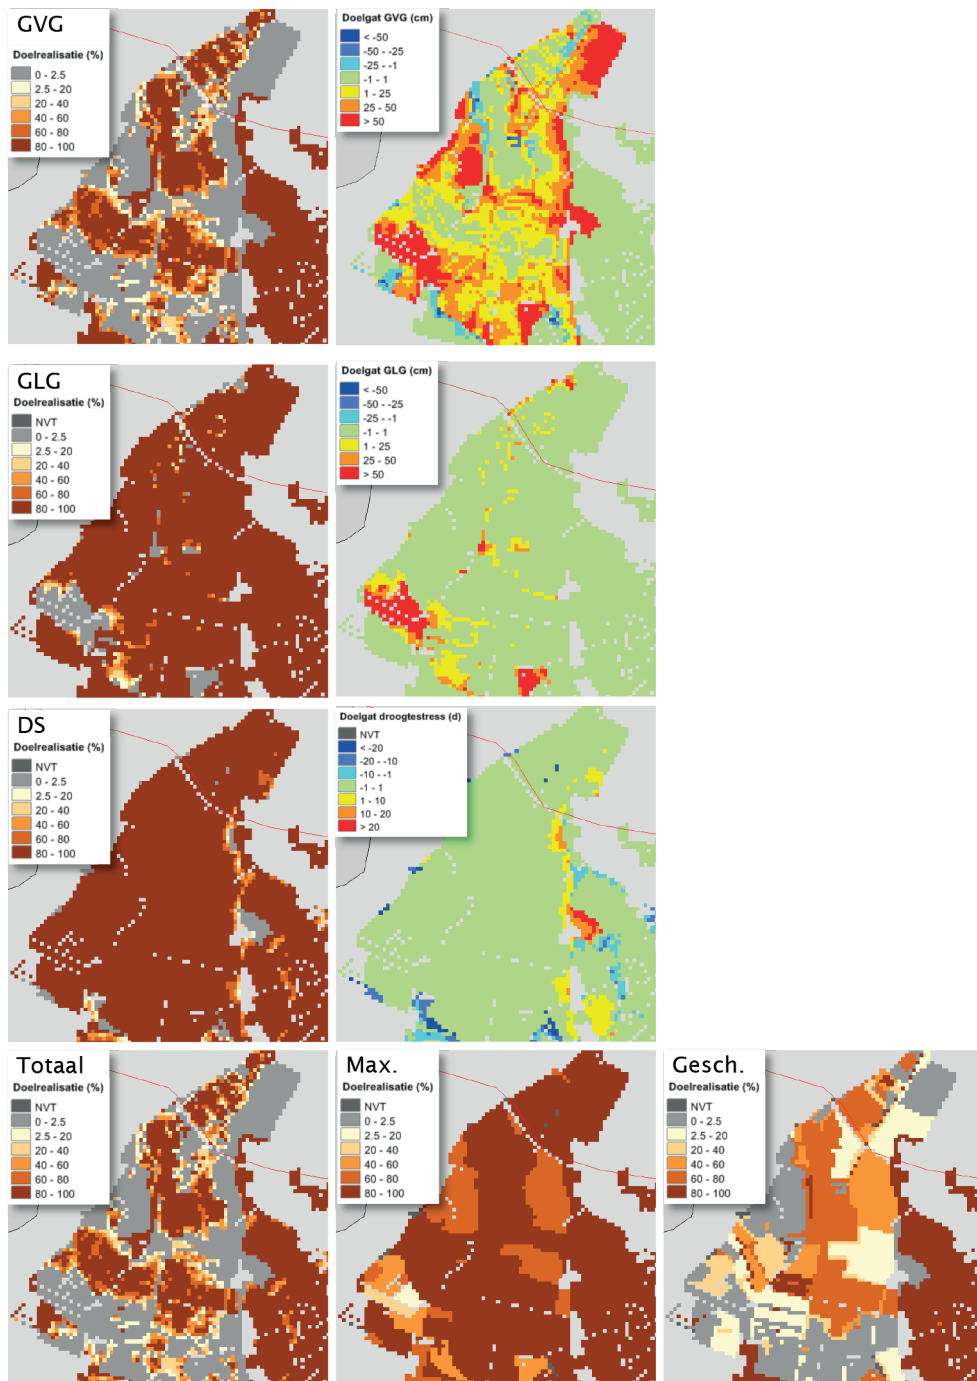 GVG
Doelrealisatie (%)
0 - 2.5
2.5 - 20
20 - 40
40 - 60
60 - 80
80 - 100
Doelgat GVG (cm)
< -50
-50 - -25
-25 - -1
-1 - 1
1 - 25
25 - 50
> 50
GLG
Doelrealisatie (%)
NVT
0 - 2.5
2.5 - 20
20 - 40
40 - 60
60 - 80
80 - 100
Doelgat GLG (cm)
< -50
-50 - -25
-25 - -1
-1 - 1
1 - 25
25 - 50
> 50
DS
Doelrealisatie (%)
NVT
0 - 2.5
2.5 - 20
20 - 40
40 - 60
60 - 80
80 - 100
Doelgat droogtestress (d)
NVT
< -20
-20 - -10
-10 - -1
-1 - 1
1 - 10
10 - 20
> 20
Totaal
Doelrealisatie (%)
NVT
0 - 2.5
2.5 - 20
20 - 40
40 - 60
60 - 80
80 - 100
Max.
Doelrealisatie (%)
NVT
0 - 2.5
2.5 - 20
20 - 40
40 - 60
60 - 80
80 - 100
Gesch.
Doelrealisatie (%)
NVT
0 - 2.5
2.5 - 20
20 - 40
40 - 60
60 - 80
80 - 100